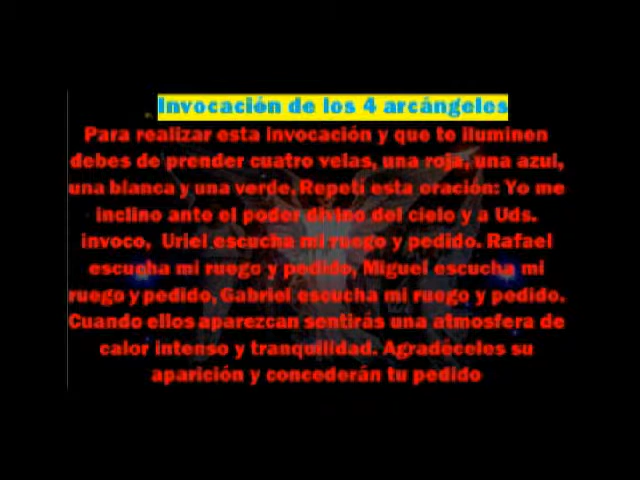 Invocación de los 4 arcángeles
Para realizar esta invocación y que te iluminen
debes de prender cuatro velas, una roja, una azul,
una blanca y una verde. Repetí esta oración: Yo me
inclino ante el poder divino del cielo y a Uds.
invoco, Uriel escucha mi ruego y pedido. Rafael
escucha mi ruego y pedido, Miguel escucha mi
ruego y pedido, Gabriel escucha mi ruego y pedido.
Cuando ellos aparezcan sentirás una atmosfera de
calor intenso y tranquilidad. Agradéceles su
aparición y concederán tu pedido